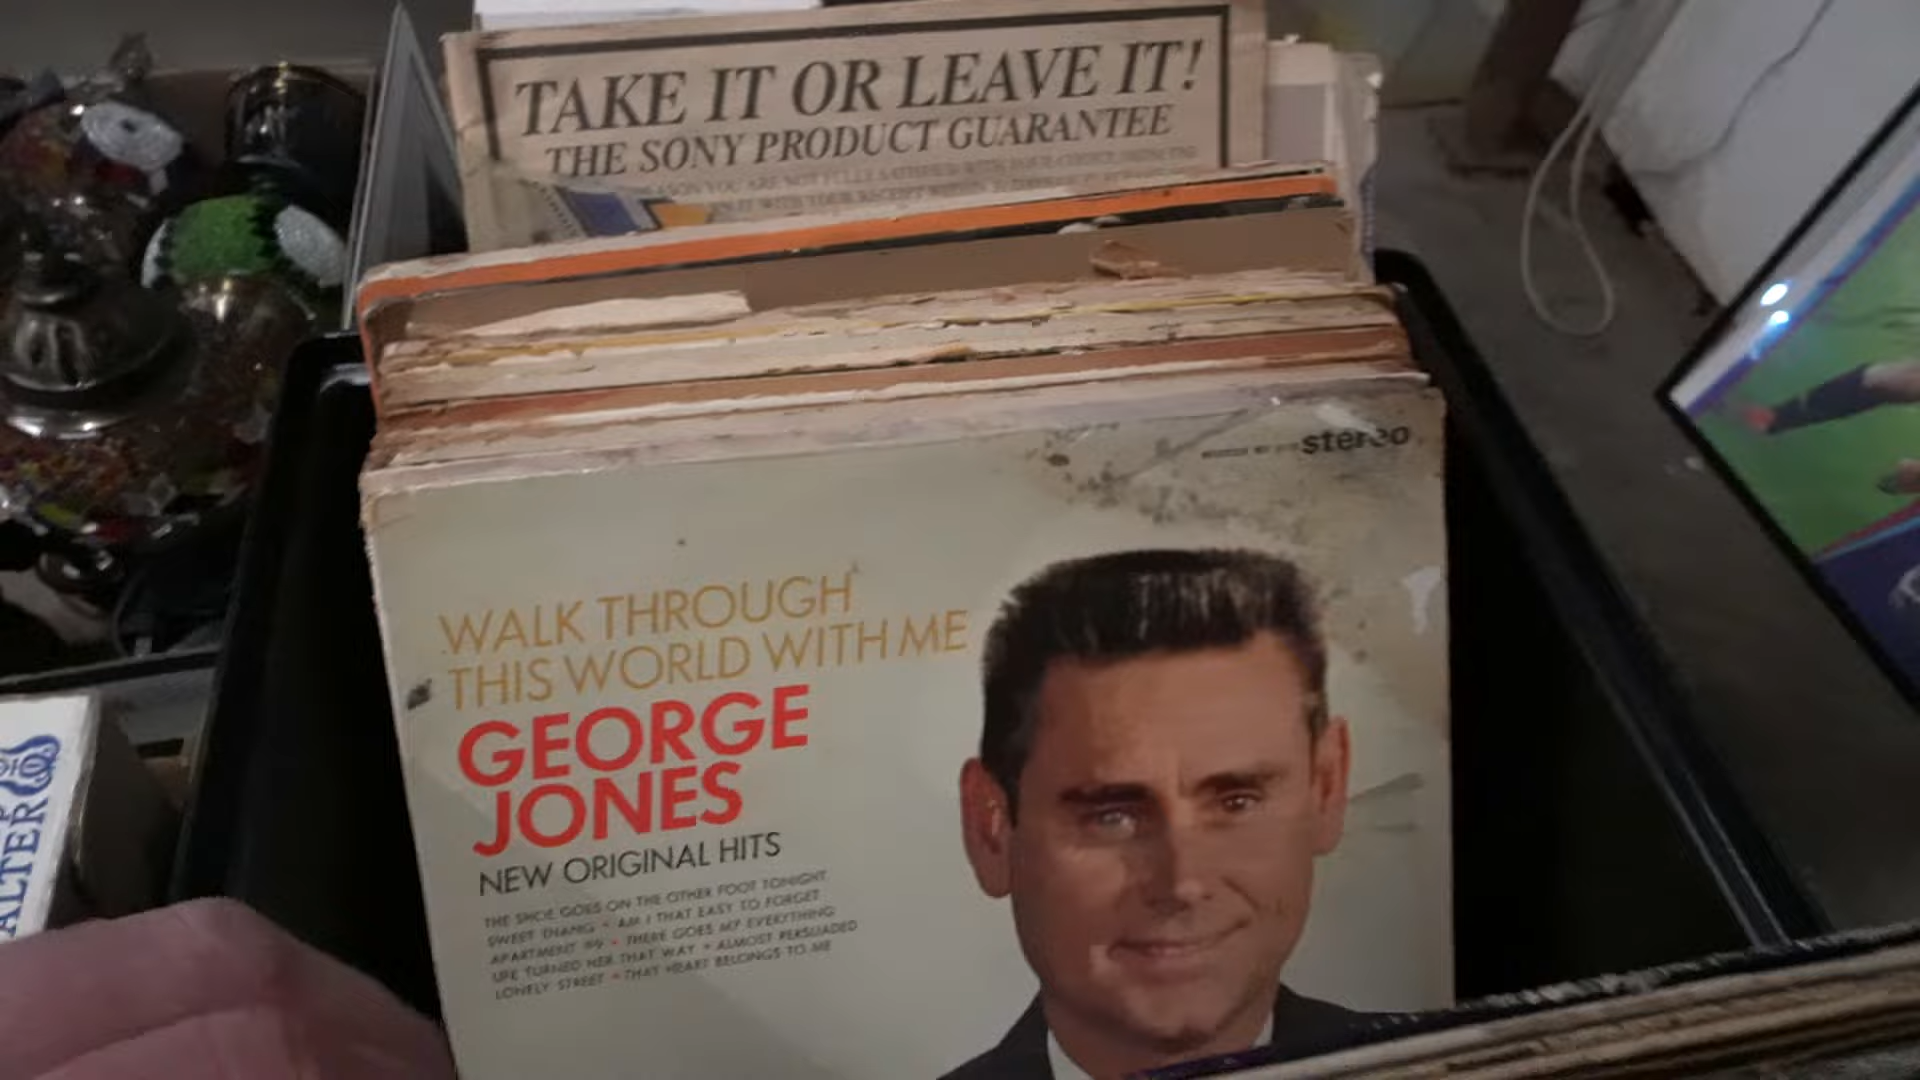 TAKE IT OR LEAVE IT!
THE SONY PRODUCT GUARANTEE
stereo
WALK THROUGH
THIS WORLD WITH ME
GEORGE
JONES
NEW ORIGINAL HITS
THE SHOE GOES ON THE OTHER FOOT TONIGHT
SWEET THANG • AM I THAT EASY TO FORGET
APARTMENT #9 • THERE GOES MY EVERYTHING
LIFE TURNED HER THAT WAY • ALMOST PERSUADED
LONELY STREET • THAT HEART BELONGS TO ME
ALTER